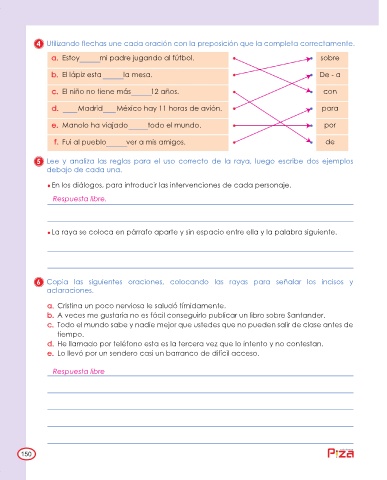 4 Utilizando flechas une cada oración con la preposición que la completa correctamente.
a. Estoy______mi padre jugando al fútbol. sobre
b. El lápiz esta ______la mesa. De - a
c. El niño no tiene más______12 años. con
d. ____Madrid____México hay 11 horas de avión. para
e. Manolo ha viajado______todo el mundo. por
f. Fui al pueblo______ver a mis amigos. de
5 Lee y analiza las reglas para el uso correcto de la raya, luego escribe dos ejemplos
debajo de cada una.
• En los diálogos, para introducir las intervenciones de cada personaje.
Respuesta libre.
• La raya se coloca en párrafo aparte y sin espacio entre ella y la palabra siguiente.
6 Copia las siguientes oraciones, colocando las rayas para señalar los incisos y
aclaraciones.
a. Cristina un poco nerviosa le saludó tímidamente.
b. A veces me gustaría no es fácil conseguirlo publicar un libro sobre Santander.
c. Todo el mundo sabe y nadie mejor que ustedes que no pueden salir de clase antes de
tiempo.
d. He llamado por teléfono esta es la tercera vez que lo intento y no contestan.
e. Lo llevó por un sendero casi un barranco de difícil acceso.
Respuesta libre
150
Piza